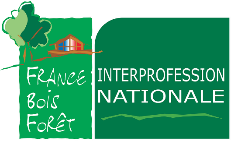 FRANCE
BOIS
FORÊT
INTERPROFESSION
NATIONALE